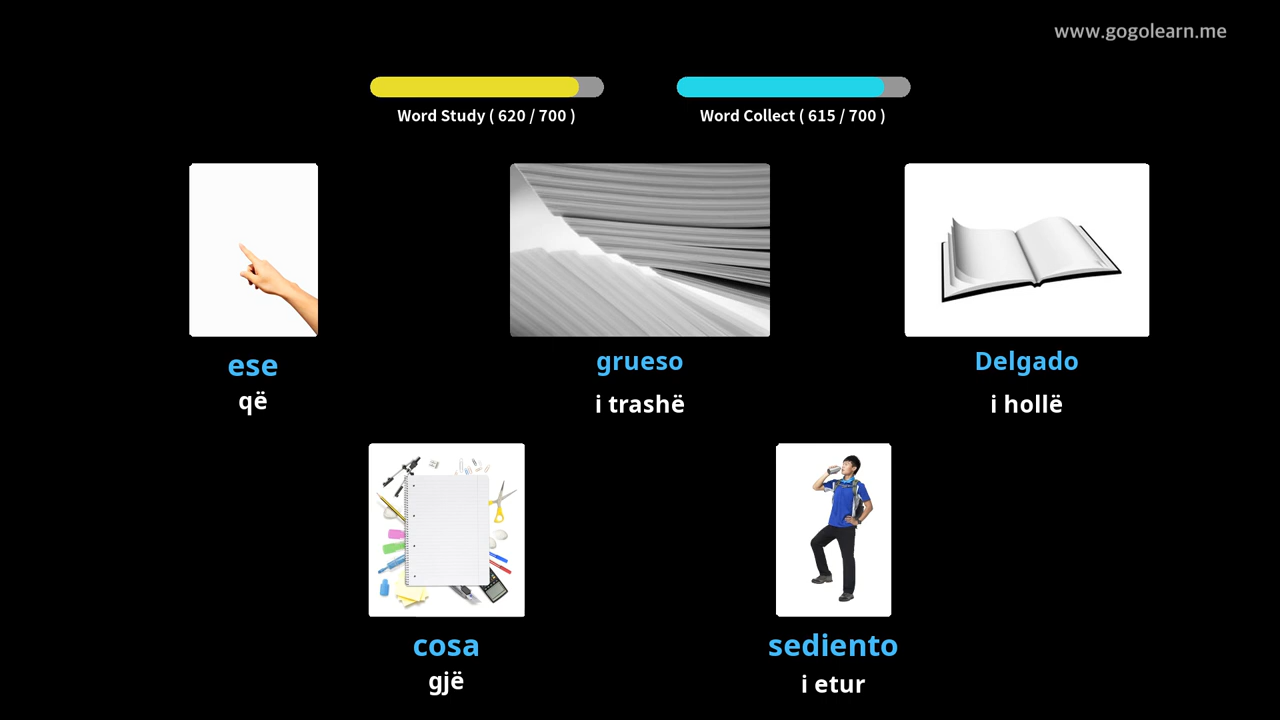 www.gogolearn.me
Word Study ( 620 / 700 )
Word Collect ( 615 / 700 )
ese
që
grueso
i trashë
Delgado
i hollë
cosa
gjë
sediento
i etur